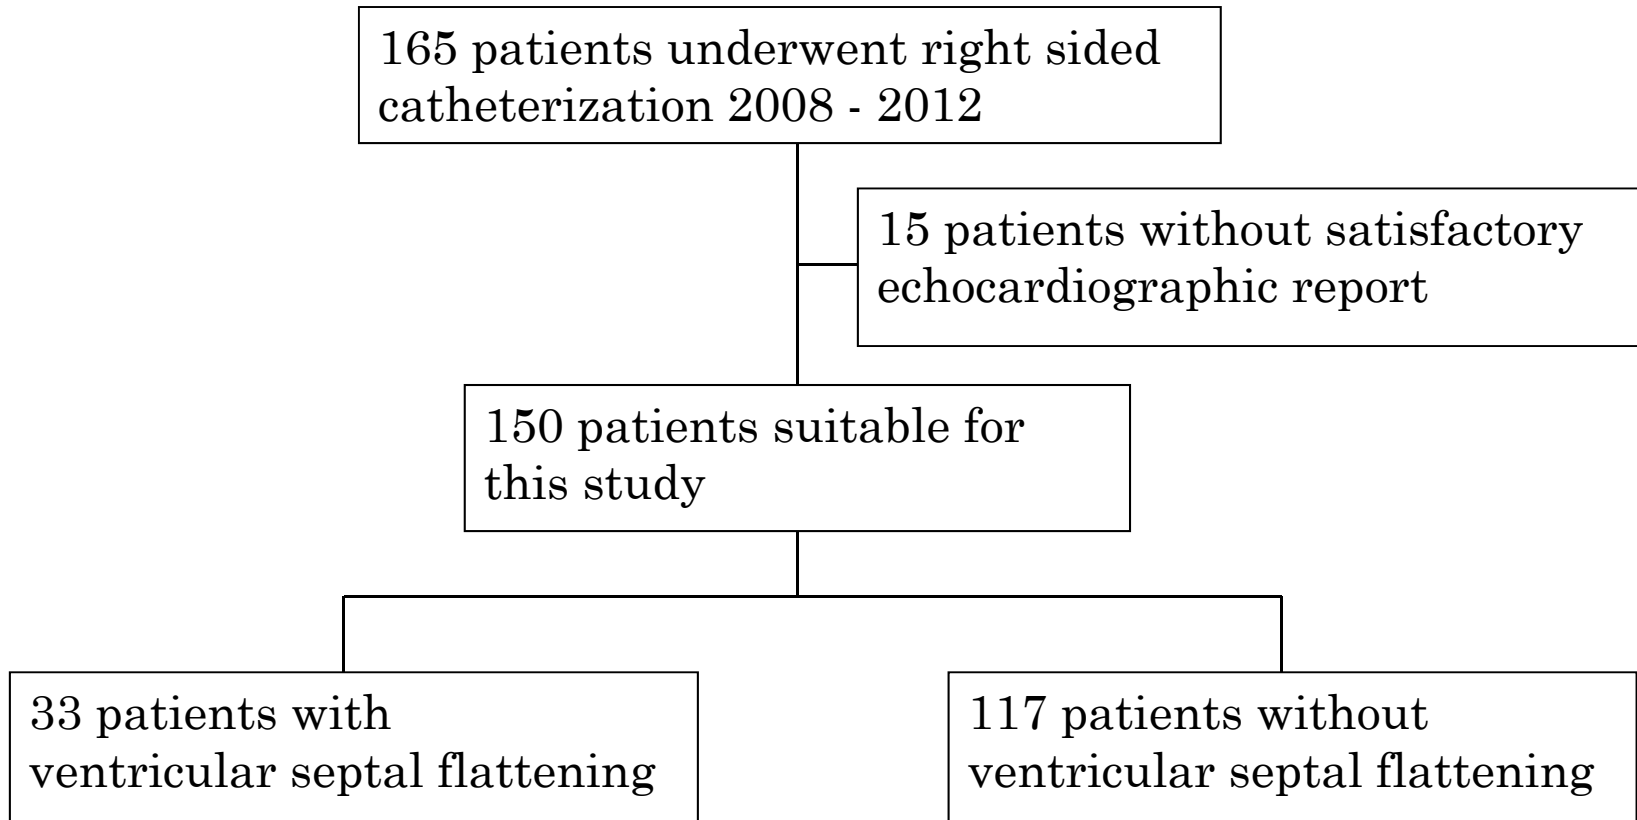 165 patients underwent right sided
catheterization 2008 - 2012
15 patients without satisfactory
echocardiographic report
150 patients suitable for
this study
33 patients with
ventricular septal flattening
117 patients without
ventricular septal flattening